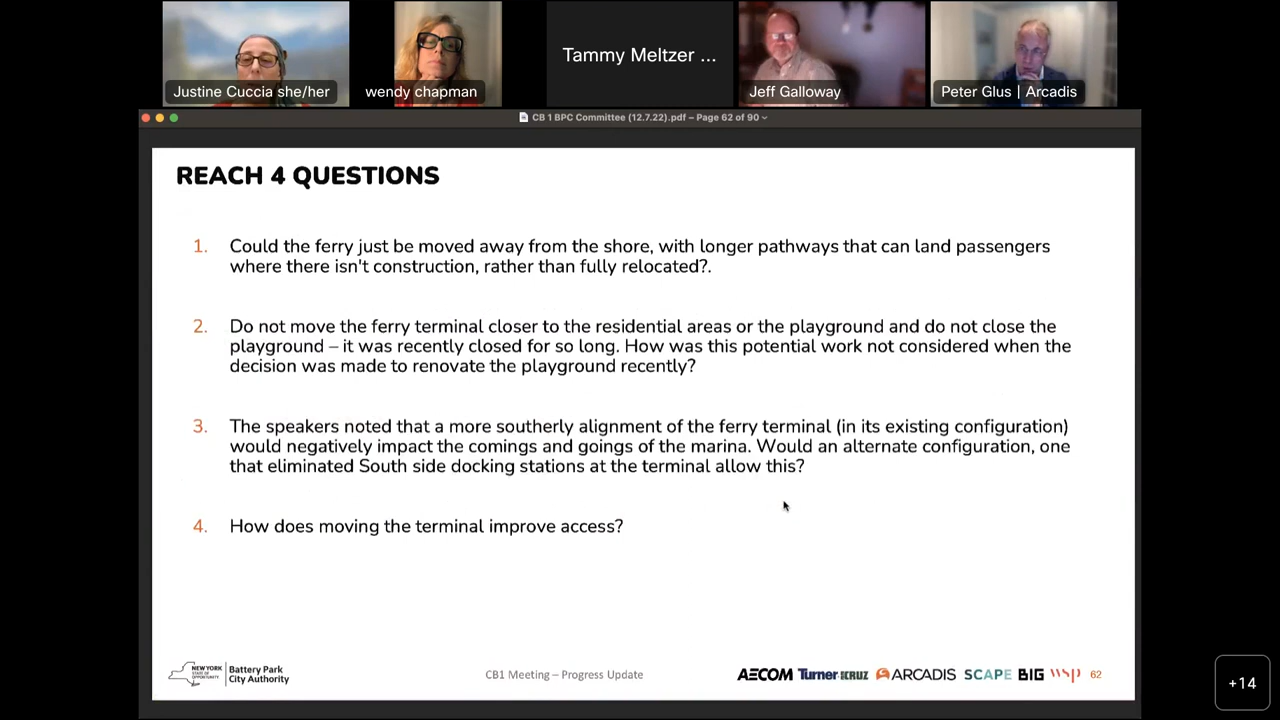 Justine Cuccia she/her
wendy chapman
Tammy Meltzer ...
Jeff Galloway
Peter Glus | Arcadis
CB 1 BPC Committee (12.7.22).pdf – Page 62 of 90
REACH 4 QUESTIONS
1. Could the ferry just be moved away from the shore, with longer pathways that can land passengers
where there isn't construction, rather than fully relocated?.
2. Do not move the ferry terminal closer to the residential areas or the playground and do not close the
playground – it was recently closed for so long. How was this potential work not considered when the
decision was made to renovate the playground recently?
3. The speakers noted that a more southerly alignment of the ferry terminal (in its existing configuration)
would negatively impact the comings and goings of the marina. Would an alternate configuration, one
that eliminated South side docking stations at the terminal allow this?
4. How does moving the terminal improve access?
NEW YORK
STATE OF
OPPORTUNITY
Battery Park
City Authority
CB1 Meeting – Progress Update
AECOM Turner ARCADIS SCAPE BIG wsp 62
+14